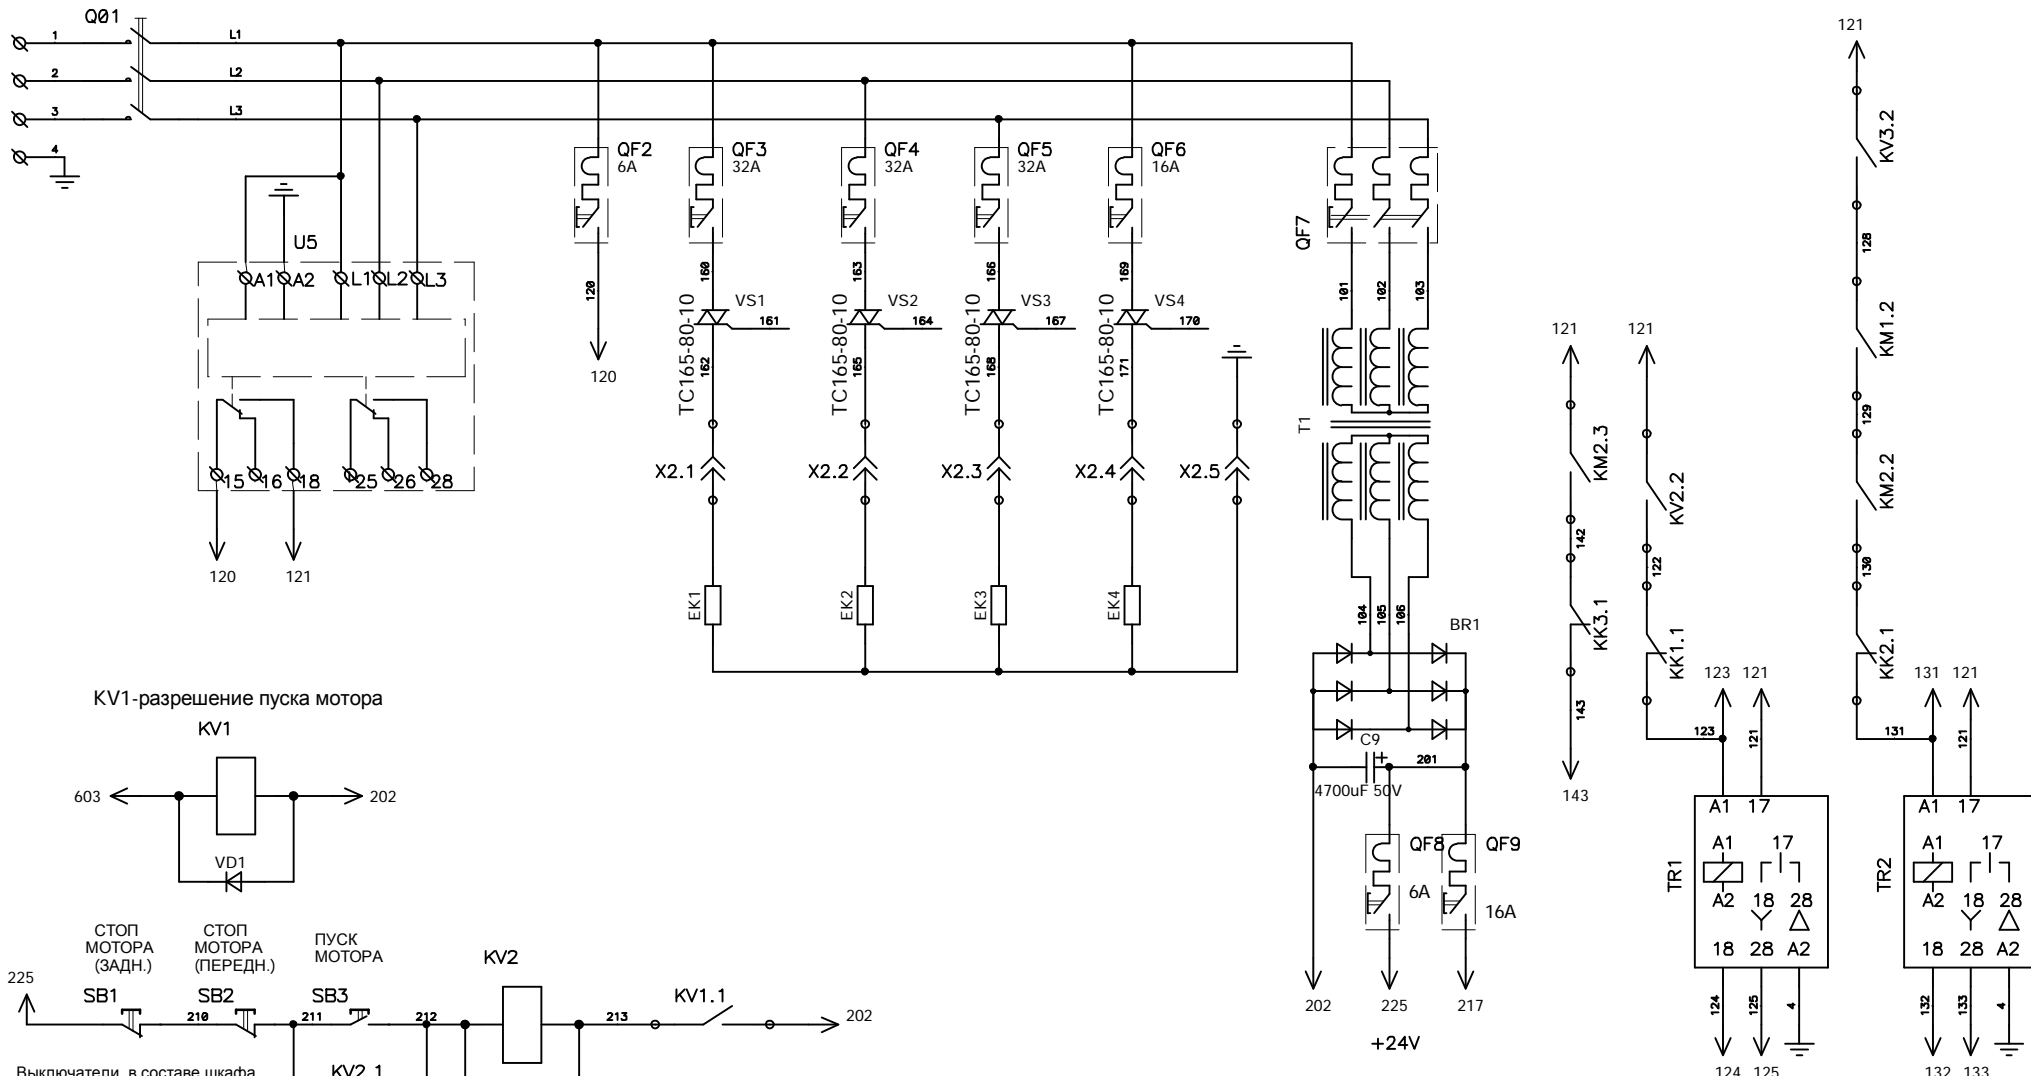 Q01
1 L1
2 L2
3 L3
4
121
KV3.2
128
KM1.2
129
KM2.2
130
KK2.1
QF2
6A
QF3
32A
QF4
32A
QF5
32A
QF6
16A
QF7
U5
A1 A2 L1 L2 L3
15 16 18 25 26 28
120 121
120
120
160
VS1
161
TC165-80-10
162
163
VS2
164
TC165-80-10
165
166
VS3
167
TC165-80-10
168
169
VS4
170
TC165-80-10
171
101
102
103
T1
X2.1 X2.2 X2.3 X2.4 X2.5
EK1
EK2
EK3
EK4
104
105
106
BR1
C9
+
201
4700uF 50V
QF8
6A
QF9
16A
202 225 217
+24V
121
KM2.3
142
KK3.1
143
143
121
KV2.2
122
KK1.1
123 121
123
121
A1 17
A1 17
TR1
A2 18 28
18 28 A2
124
125
4
124 125
131 121
131
121
A1 17
A1 17
TR2
A2 18 28
18 28 A2
132
133
4
132 133
KV1-разрешение пуска мотора
KV1
603 202
VD1
СТОП
МОТОРА
(ЗАДН.)
СТОП
МОТОРА
(ПЕРЕДН.)
ПУСК
МОТОРА
KV2
225
SB1 SB2 SB3 KV1.1
210 211 212 213 202
Выключатели в составе шкафа
KV2.1